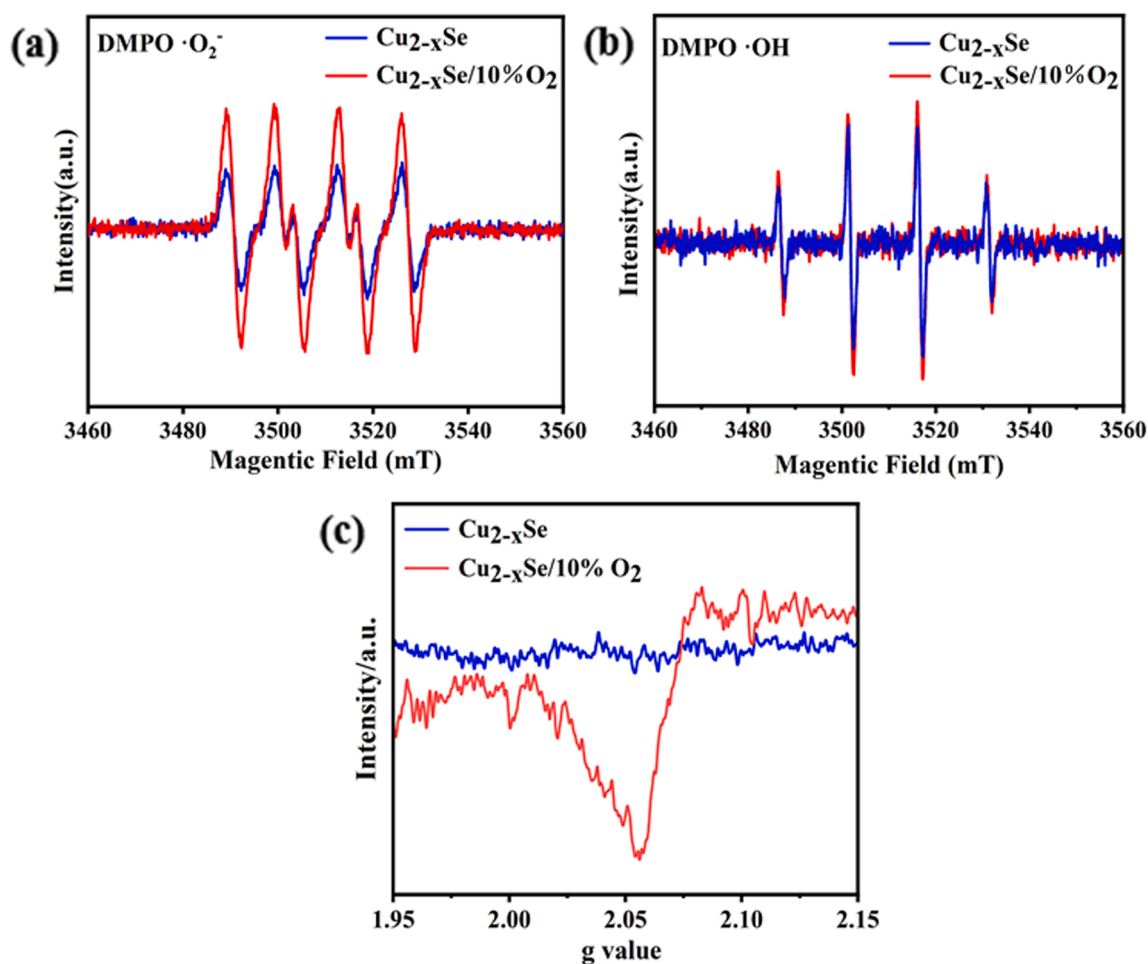 (a)
DMPO ·O₂⁻
Cu₂₋ₓSe
Cu₂₋ₓSe/10%O₂
Intensity(a.u.)
3460 3480 3500 3520 3540 3560
Magentic Field (mT)
(b)
DMPO ·OH
Cu₂₋ₓSe
Cu₂₋ₓSe/10%O₂
Intensity(a.u.)
3460 3480 3500 3520 3540 3560
Magentic Field (mT)
(c)
Cu₂₋ₓSe
Cu₂₋ₓSe/10% O₂
Intensity/a.u.
1.95 2.00 2.05 2.10 2.15
g value